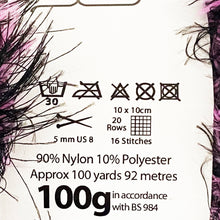 30
10 x 10cm
20
Rows
5 mm US 8
16 Stitches
90% Nylon 10% Polyester
Approx 100 yards 92 metres
100g in accordance
with BS 984